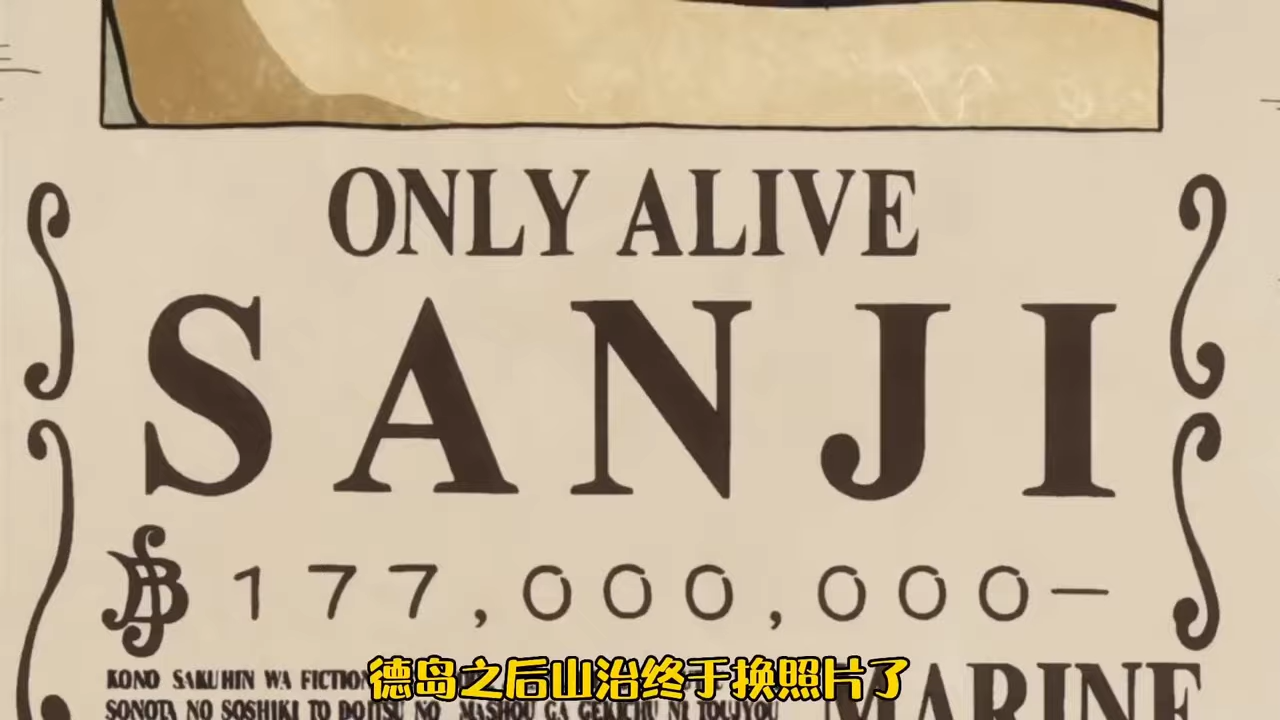 ONLY ALIVE
SANJI
177,000,000-
德岛之后山治终于换照片了
KONO SAKUHIN WA FICTION
MARINE
SONOTA NO SOSHIKI TO DOITSU NO MASHOU GA GEKICHU NI TOUJYOU